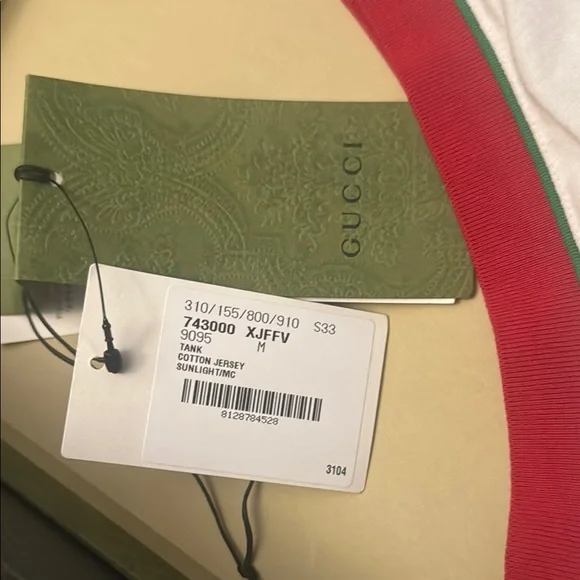 GUCCI
310/155/800/910 S33
743000 XJFFV
9095 M
TANK
COTTON JERSEY
SUNLIGHT/MC
8128784528
3104